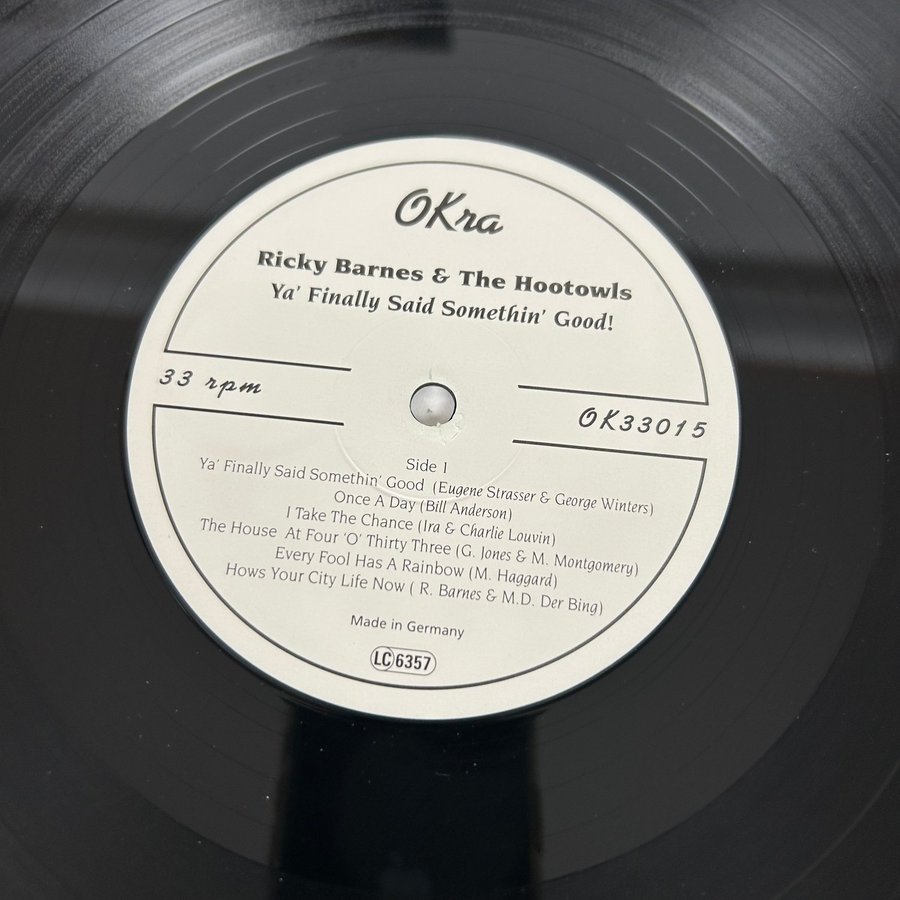 OKra
Ricky Barnes & The Hootowls
Ya' Finally Said Somethin' Good!
33 rpm
OK33015
Side 1
Ya' Finally Said Somethin' Good (Eugene Strasser & George Winters)
Once A Day (Bill Anderson)
I Take The Chance (Ira & Charlie Louvin)
The House At Four 'O' Thirty Three (G. Jones & M. Montgomery)
Every Fool Has A Rainbow (M. Haggard)
Hows Your City Life Now ( R. Barnes & M.D. Der Bing)
Made in Germany
LC 6357